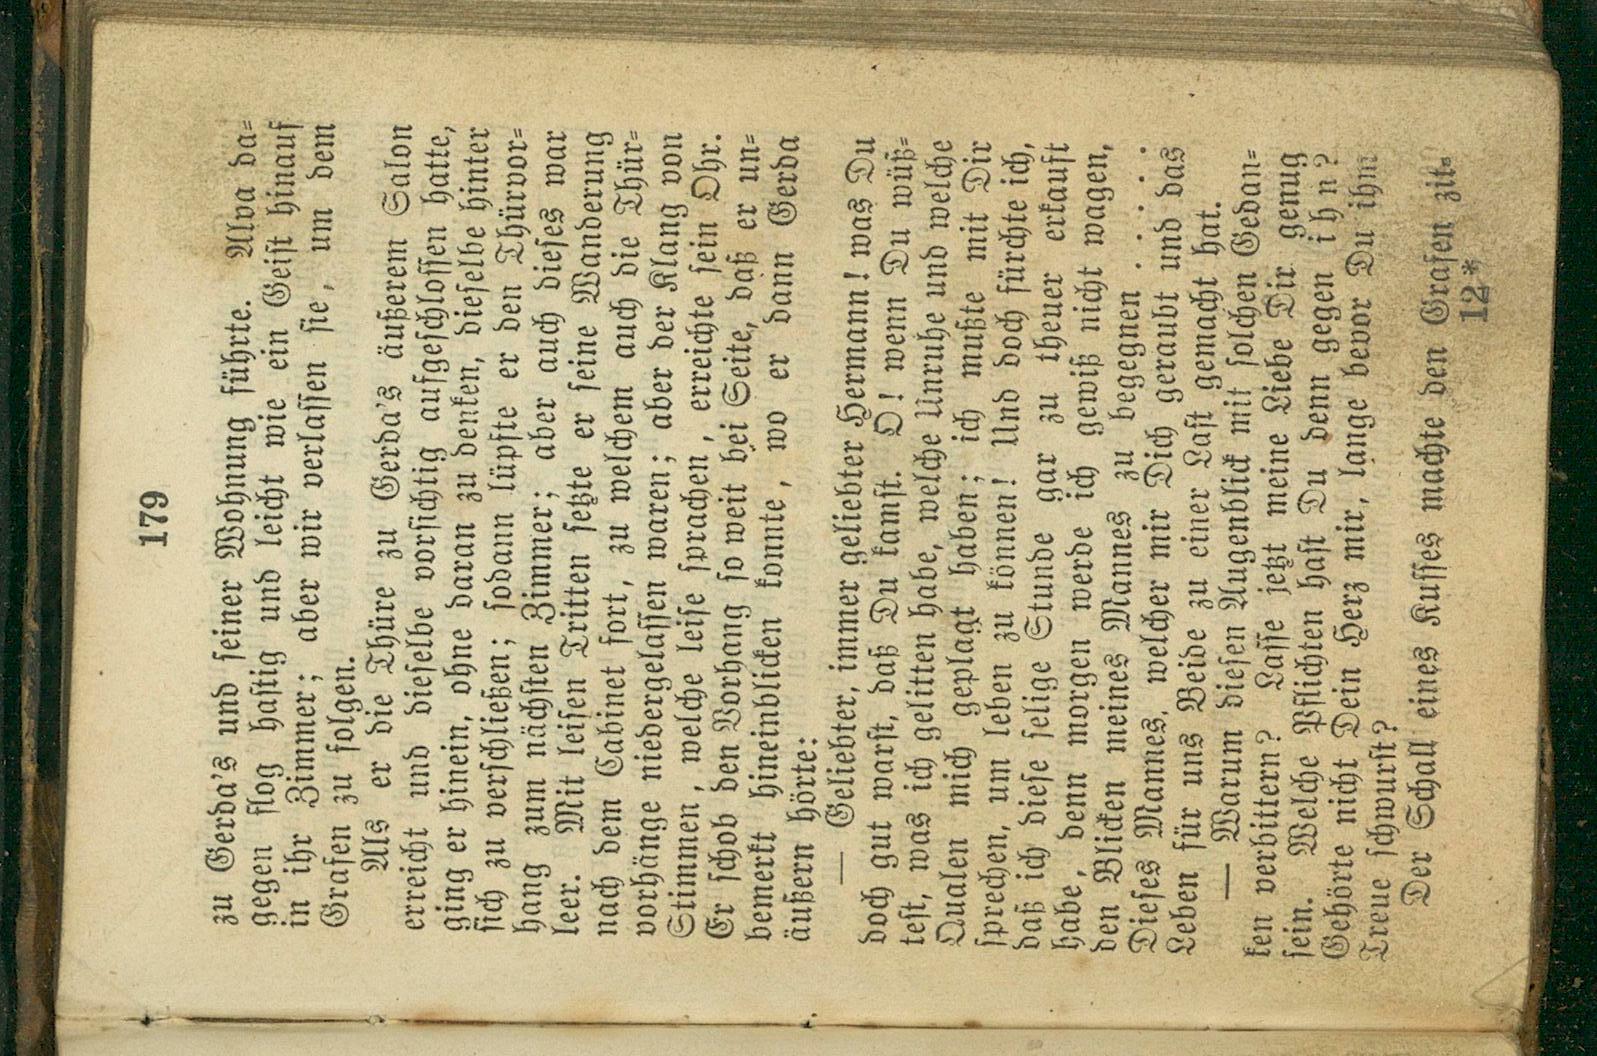 179
zu Gerda's und seiner Wohnung führte. Alva da=
gegen flog hastig und leicht wie ein Geist hinauf
in ihr Zimmer; aber wir verlassen sie, um dem
Grafen zu folgen.
Als er die Thüre zu Gerda's äußerem Salon
erreicht und dieselbe vorsichtig aufgeschlossen hatte,
ging er hinein, ohne daran zu denken, dieselbe hinter
sich zu verschließen; sodann lüpfte er den Thürvor=
hang zum nächsten Zimmer; aber auch dieses war
leer. Mit leisen Tritten setzte er seine Wanderung
nach dem Cabinet fort, zu welchem auch die Thür=
vorhänge niedergelassen waren; aber der Klang von
Stimmen, welche leise sprachen, erreichte sein Ohr.
Er schob den Vorhang so weit bei Seite, daß er un=
bemerkt hineinblicken konnte, wo er dann Gerda
äußern hörte:
— Geliebter, immer geliebter Hermann! was Du
doch gut warst, daß Du kamst. O! wenn Du wüß=
test, was ich gelitten habe, welche Unruhe und welche
Qualen mich geplagt haben; ich mußte mit Dir
sprechen, um leben zu können! Und doch fürchte ich,
daß ich diese selige Stunde gar zu theuer erkauft
habe, denn morgen werde ich gewiß nicht wagen,
den Blicken meines Mannes zu begegnen . . . .
Dieses Mannes, welcher mir Dich geraubt und das
Leben für uns Beide zu einer Last gemacht hat.
— Warum diesen Augenblick mit solchen Gedan=
ken verbittern? Lasse jetzt meine Liebe Dir genug
sein. Welche Pflichten hast Du denn gegen ihn?
Gehörte nicht Dein Herz mir, lange bevor Du ihm
Treue schwurst?
Der Schall eines Kusses machte den Grafen zit=
12*